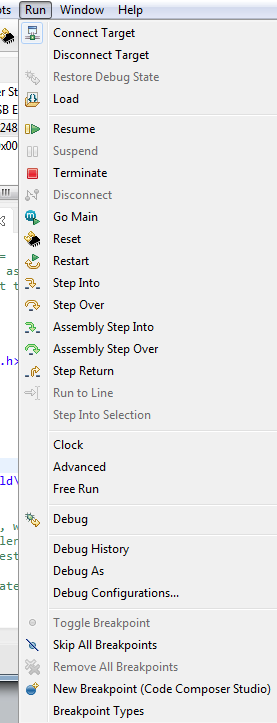 pts Run Window Help
Connect Target
Disconnect Target
Restore Debug State
Load
Resume
Suspend
Terminate
Disconnect
Go Main
Reset
Restart
Step Into
Step Over
Assembly Step Into
Assembly Step Over
Step Return
Run to Line
Step Into Selection
Clock
Advanced
Free Run
Debug
Debug History
Debug As
Debug Configurations...
Toggle Breakpoint
Skip All Breakpoints
Remove All Breakpoints
New Breakpoint (Code Composer Studio)
Breakpoint Types